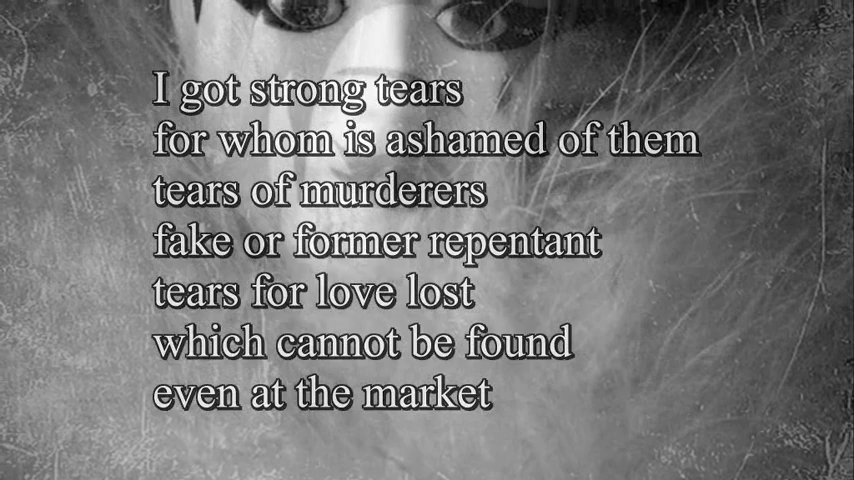 I got strong tears
for whom is ashamed of them
tears of murderers
fake or former repentant
tears for love lost
which cannot be found
even at the market